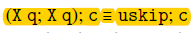 (X q; X q); c ≡ uskip; c